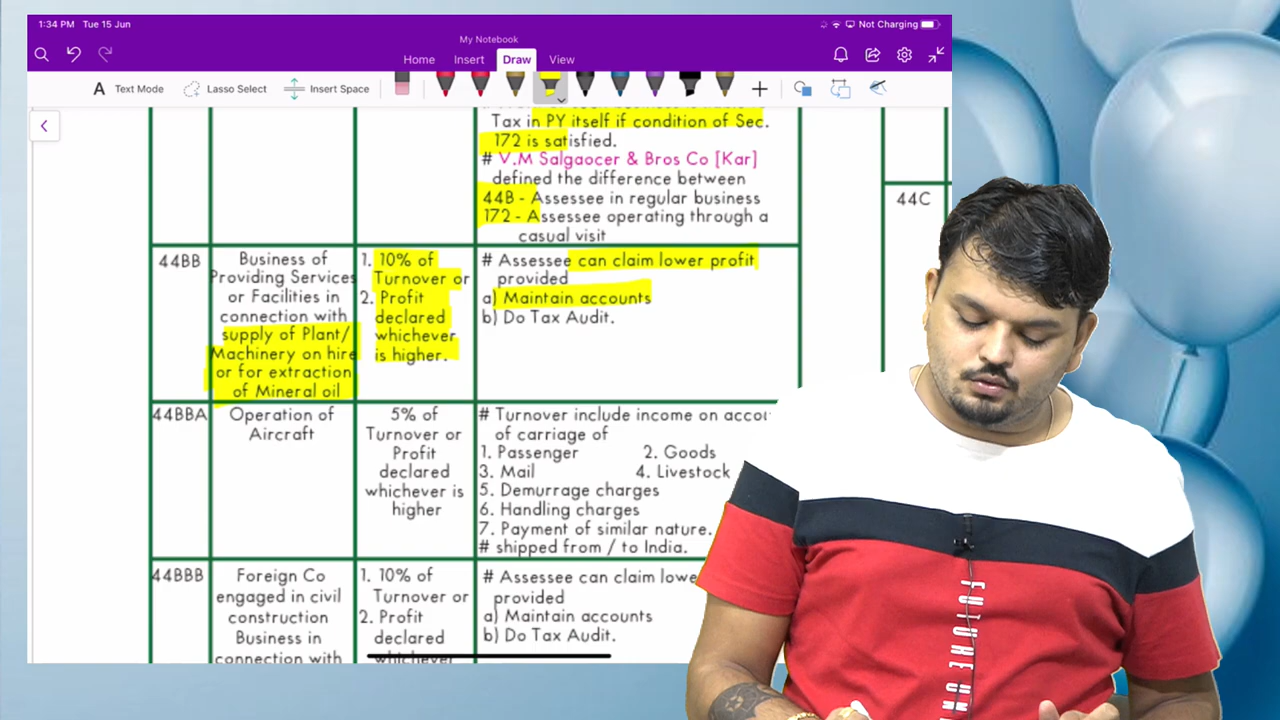 1:34 PM Tue 15 Jun
Not Charging
My Notebook
Home Insert Draw View
Text Mode Lasso Select Insert Space
Tax in PY itself if condition of Sec.
172 is satisfied.
# V.M Salgaocer & Bros Co [Kar]
defined the difference between
44B - Assessee in regular business
172 - Assessee operating through a
casual visit
44C
44BB
Business of
Providing Services
or Facilities in
connection with
supply of Plant/
Machinery on hire
or for extraction
of Mineral oil
1. 10% of
Turnover or
2. Profit
declared
whichever
is higher.
# Assessee can claim lower profit
provided
a) Maintain accounts
b) Do Tax Audit.
44BBA
Operation of
Aircraft
5% of
Turnover or
Profit
declared
whichever is
higher
# Turnover include income on
of carriage of
1. Passenger 2. Goods
3. Mail 4. Livestock
5. Demurrage charges
6. Handling charges
7. Payment of similar nature.
# shipped from / to India.
44BBB
Foreign Co
engaged in civil
construction
Business in
connection with
1. 10% of
Turnover or
2. Profit
declared
whichever
# Assessee can claim
provided
a) Maintain accounts
b) Do Tax Audit.
FUTURE